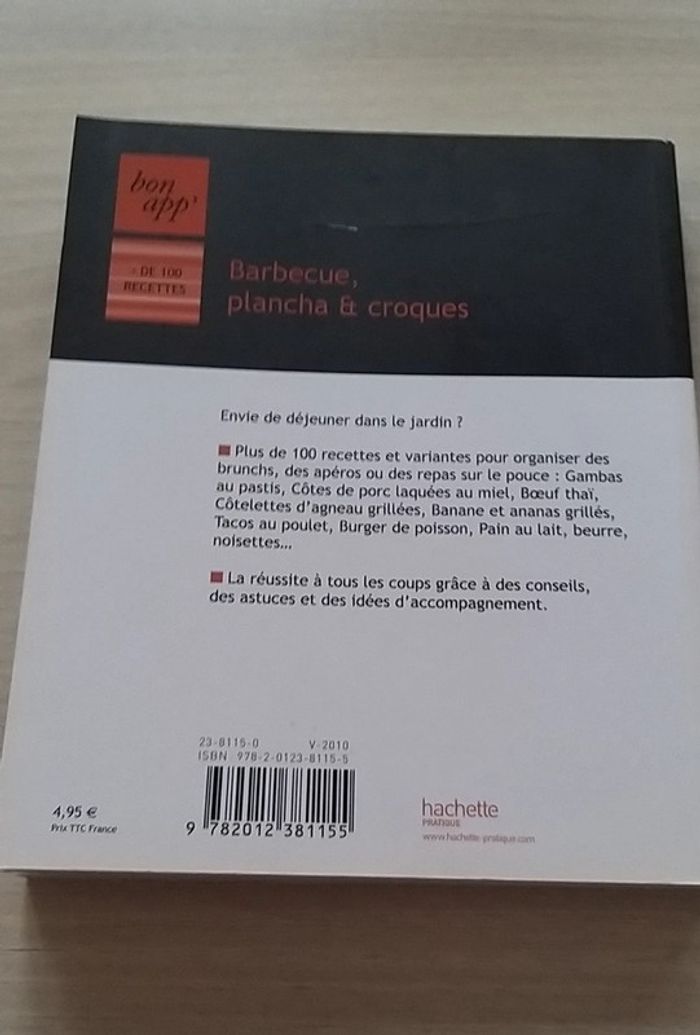 bon
app'
+ DE 100
RECETTES
Barbecue,
plancha & croques
Envie de déjeuner dans le jardin ?
Plus de 100 recettes et variantes pour organiser des
brunchs, des apéros ou des repas sur le pouce : Gambas
au pastis, Côtes de porc laquées au miel, Bœuf thaï,
Côtelettes d'agneau grillées, Banane et ananas grillés,
Tacos au poulet, Burger de poisson, Pain au lait, beurre,
noisettes...
La réussite à tous les coups grâce à des conseils,
des astuces et des idées d'accompagnement.
23-8115-0 V-2010
ISBN 978-2-0123-8115-5
9 782012 381155
4,95 €
Prix TTC France
hachette
PRATIQUE
www.hachette-pratique.com